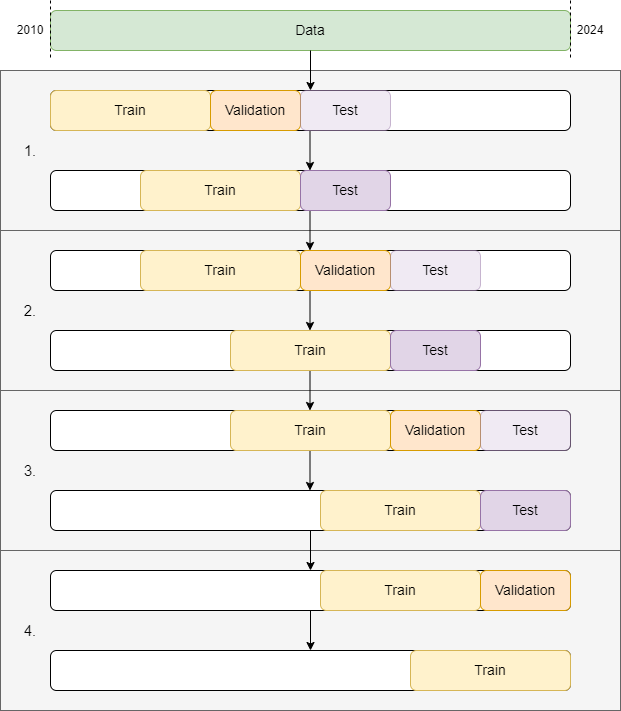 2010
Data
2024
Train Validation Test
1.
Train Test
Train Validation Test
2.
Train Test
Train Validation Test
3.
Train Test
Train Validation
4.
Train